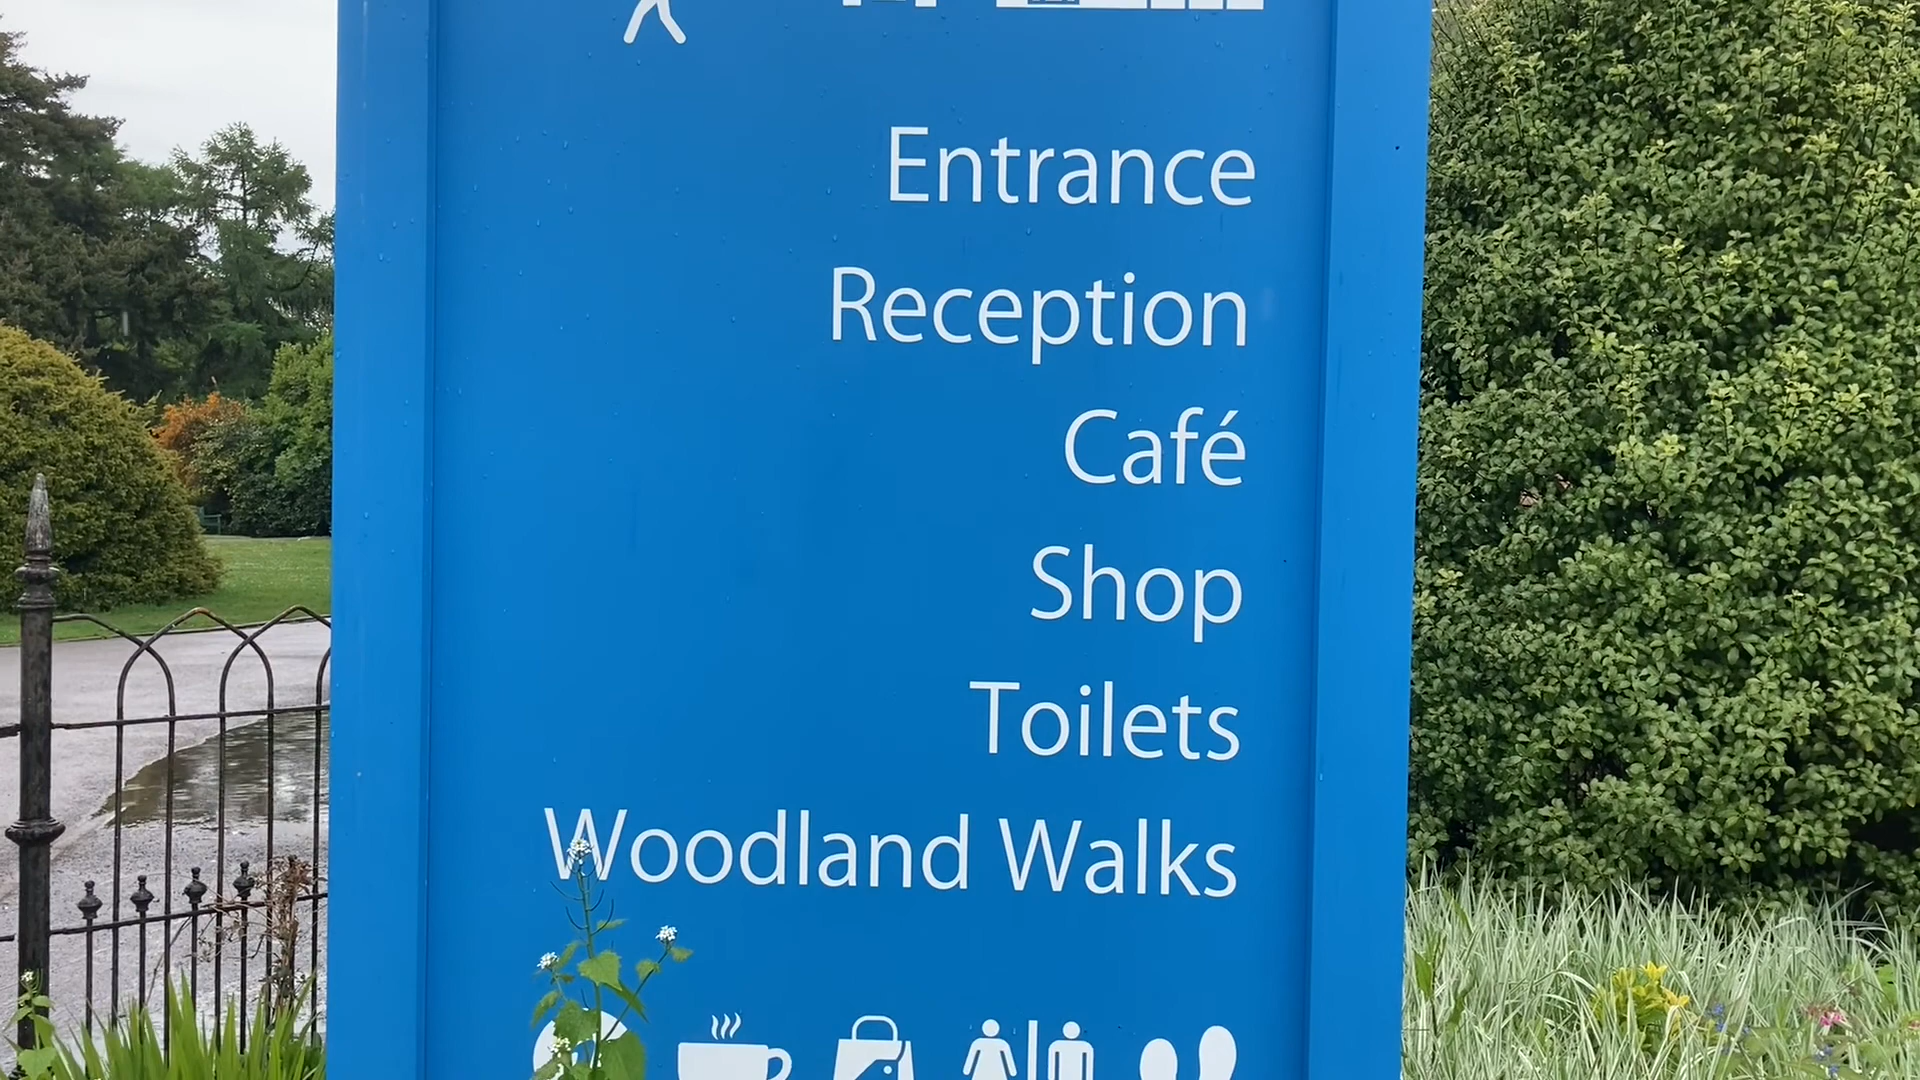 Entrance
Reception
Café
Shop
Toilets
Woodland Walks